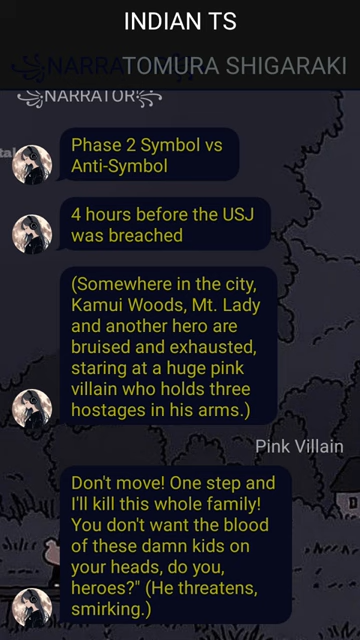 INDIAN TS
TOMURA SHIGARAKI
꧁NARRATOR꧂
Phase 2 Symbol vs
Anti-Symbol
4 hours before the USJ
was breached
(Somewhere in the city,
Kamui Woods, Mt. Lady
and another hero are
bruised and exhausted,
staring at a huge pink
villain who holds three
hostages in his arms.)
Pink Villain
Don't move! One step and
I'll kill this whole family!
You don't want the blood
of these damn kids on
your heads, do you,
heroes?" (He threatens,
smirking.)